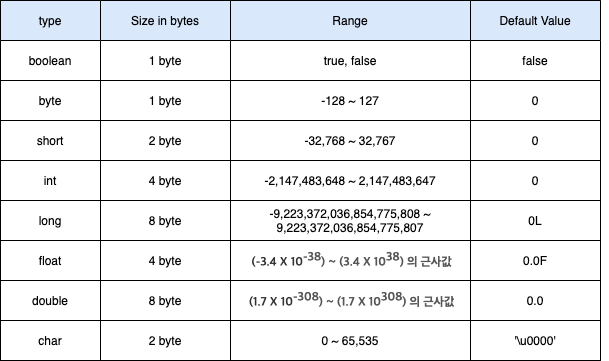 type Size in bytes Range Default Value
boolean 1 byte true, false false
byte 1 byte -128 ~ 127 0
short 2 byte -32,768 ~ 32,767 0
int 4 byte -2,147,483,648 ~ 2,147,483,647 0
long 8 byte -9,223,372,036,854,775,808 ~ 9,223,372,036,854,775,807 0L
float 4 byte (-3.4 X 10^-38) ~ (3.4 X 10^38) 의 근사값 0.0F
double 8 byte (1.7 X 10^-308) ~ (1.7 X 10^308) 의 근사값 0.0
char 2 byte 0 ~ 65,535 '\u0000'